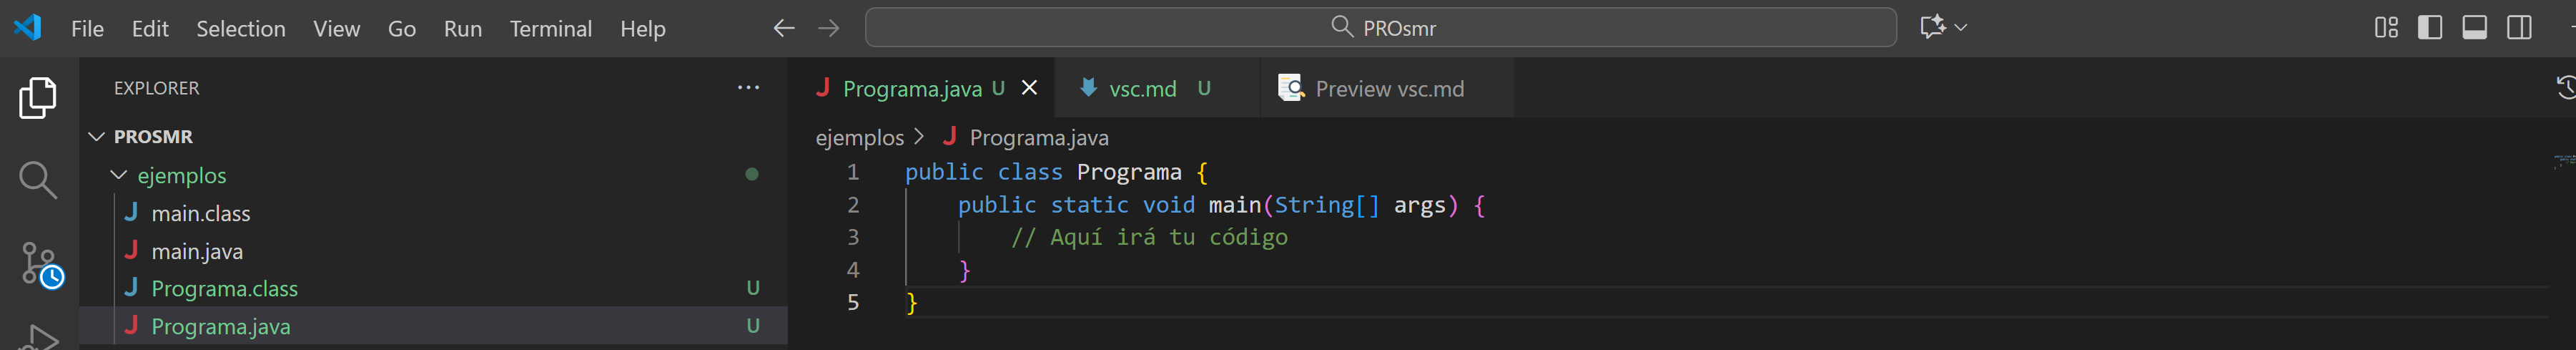 File Edit Selection View Go Run Terminal Help PROsmr
EXPLORER
PROSMR
ejemplos
main.class
main.java
Programa.class U
Programa.java U
Programa.java U vsc.md U Preview vsc.md
ejemplos > Programa.java
1 public class Programa {
2 public static void main(String[] args) {
3 // Aquí irá tu código
4 }
5 }